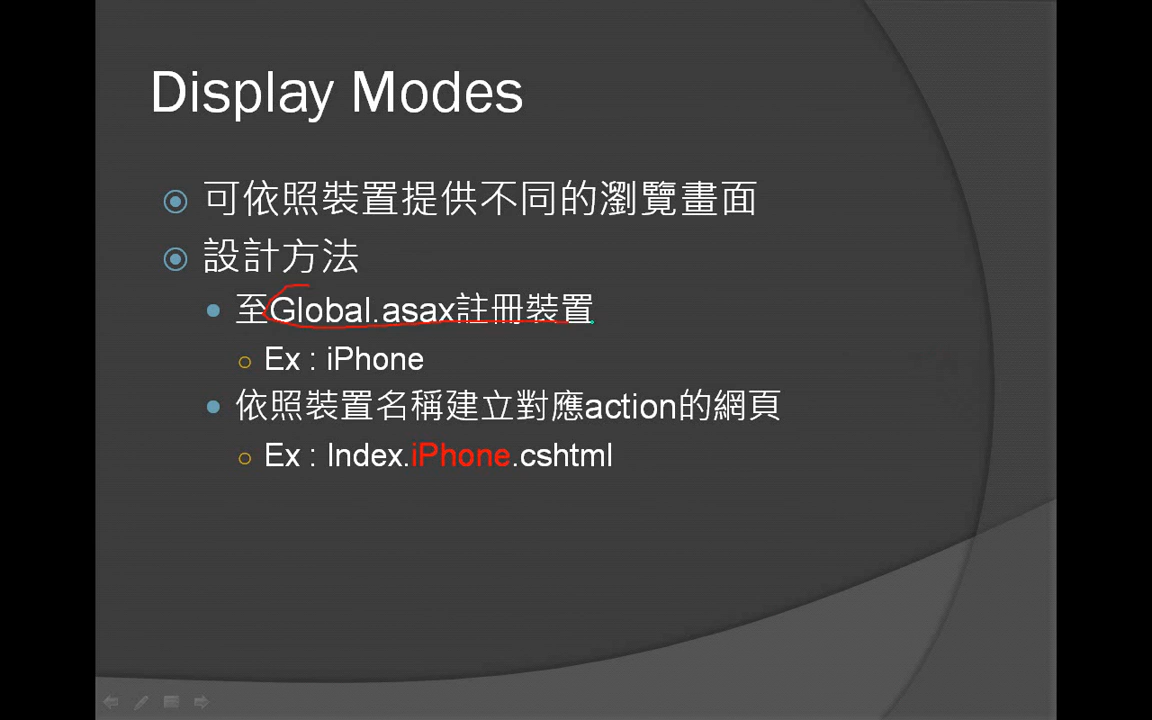 Display Modes
可依照裝置提供不同的瀏覽畫面
設計方法
至Global.asax註冊裝置
Ex : iPhone
依照裝置名稱建立對應action的網頁
Ex : Index.iPhone.cshtml